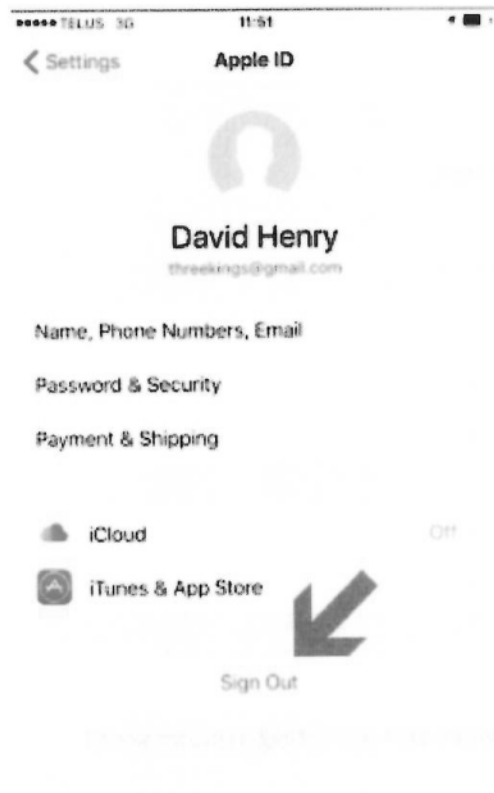 TELUS 3G 11:51
Settings Apple ID
David Henry
threekings@gmail.com
Name, Phone Numbers, Email
Password & Security
Payment & Shipping
iCloud Off
iTunes & App Store
Sign Out